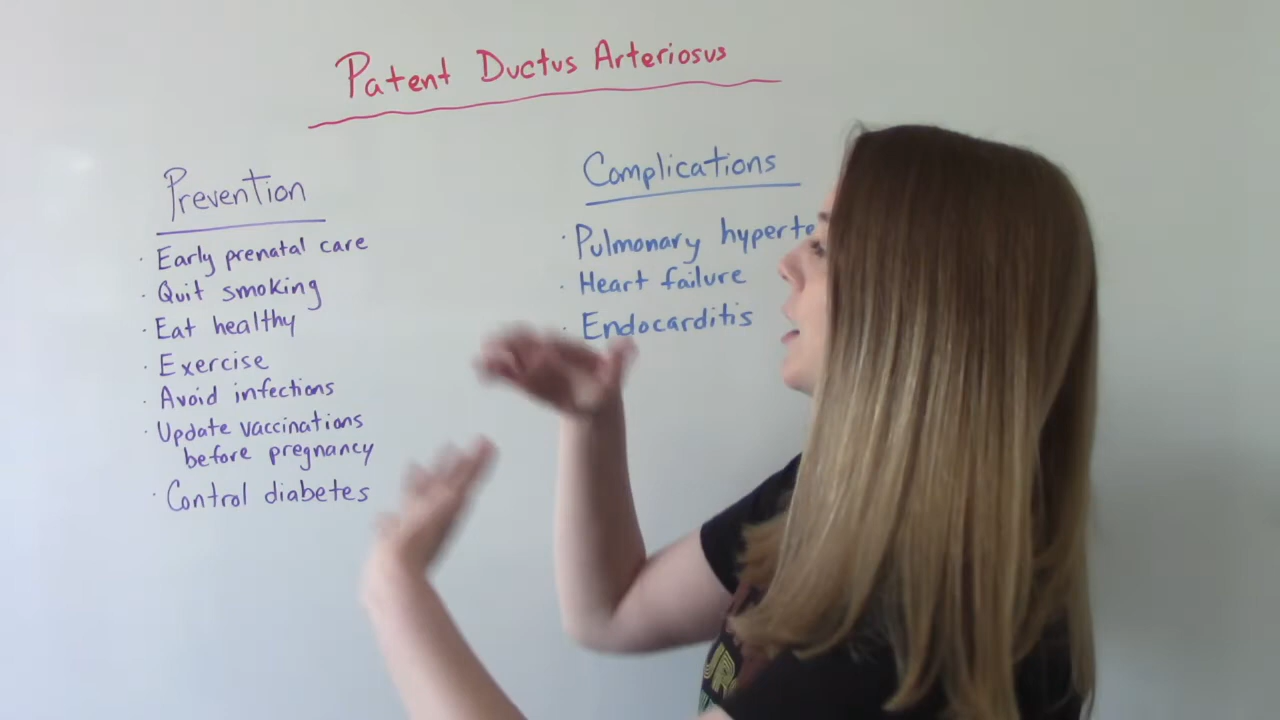 Patent Ductus Arteriosus
Prevention
· Early prenatal care
· Quit smoking
· Eat healthy
· Exercise
· Avoid infections
· Update vaccinations
before pregnancy
· Control diabetes
Complications
· Pulmonary hyperte
· Heart failure
· Endocarditis